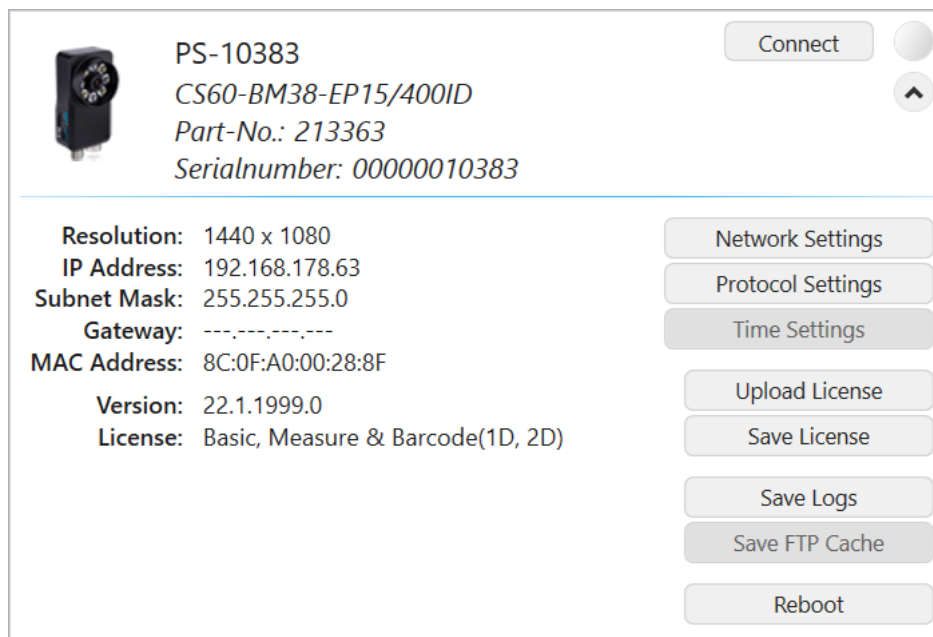 PS-10383
Connect
CS60-BM38-EP15/400ID
Part-No.: 213363
Serialnumber: 00000010383
Resolution: 1440 x 1080
IP Address: 192.168.178.63
Subnet Mask: 255.255.255.0
Gateway: ---.---.---.---
MAC Address: 8C:0F:A0:00:28:8F
Version: 22.1.1999.0
License: Basic, Measure & Barcode(1D, 2D)
Network Settings
Protocol Settings
Time Settings
Upload License
Save License
Save Logs
Save FTP Cache
Reboot